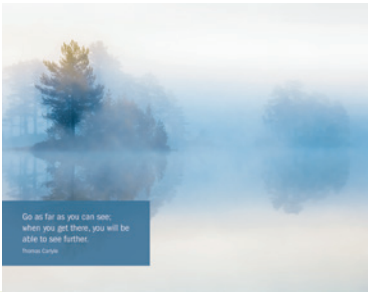 Go as far as you can see;
when you get there, you will be
able to see further.
Thomas Carlyle